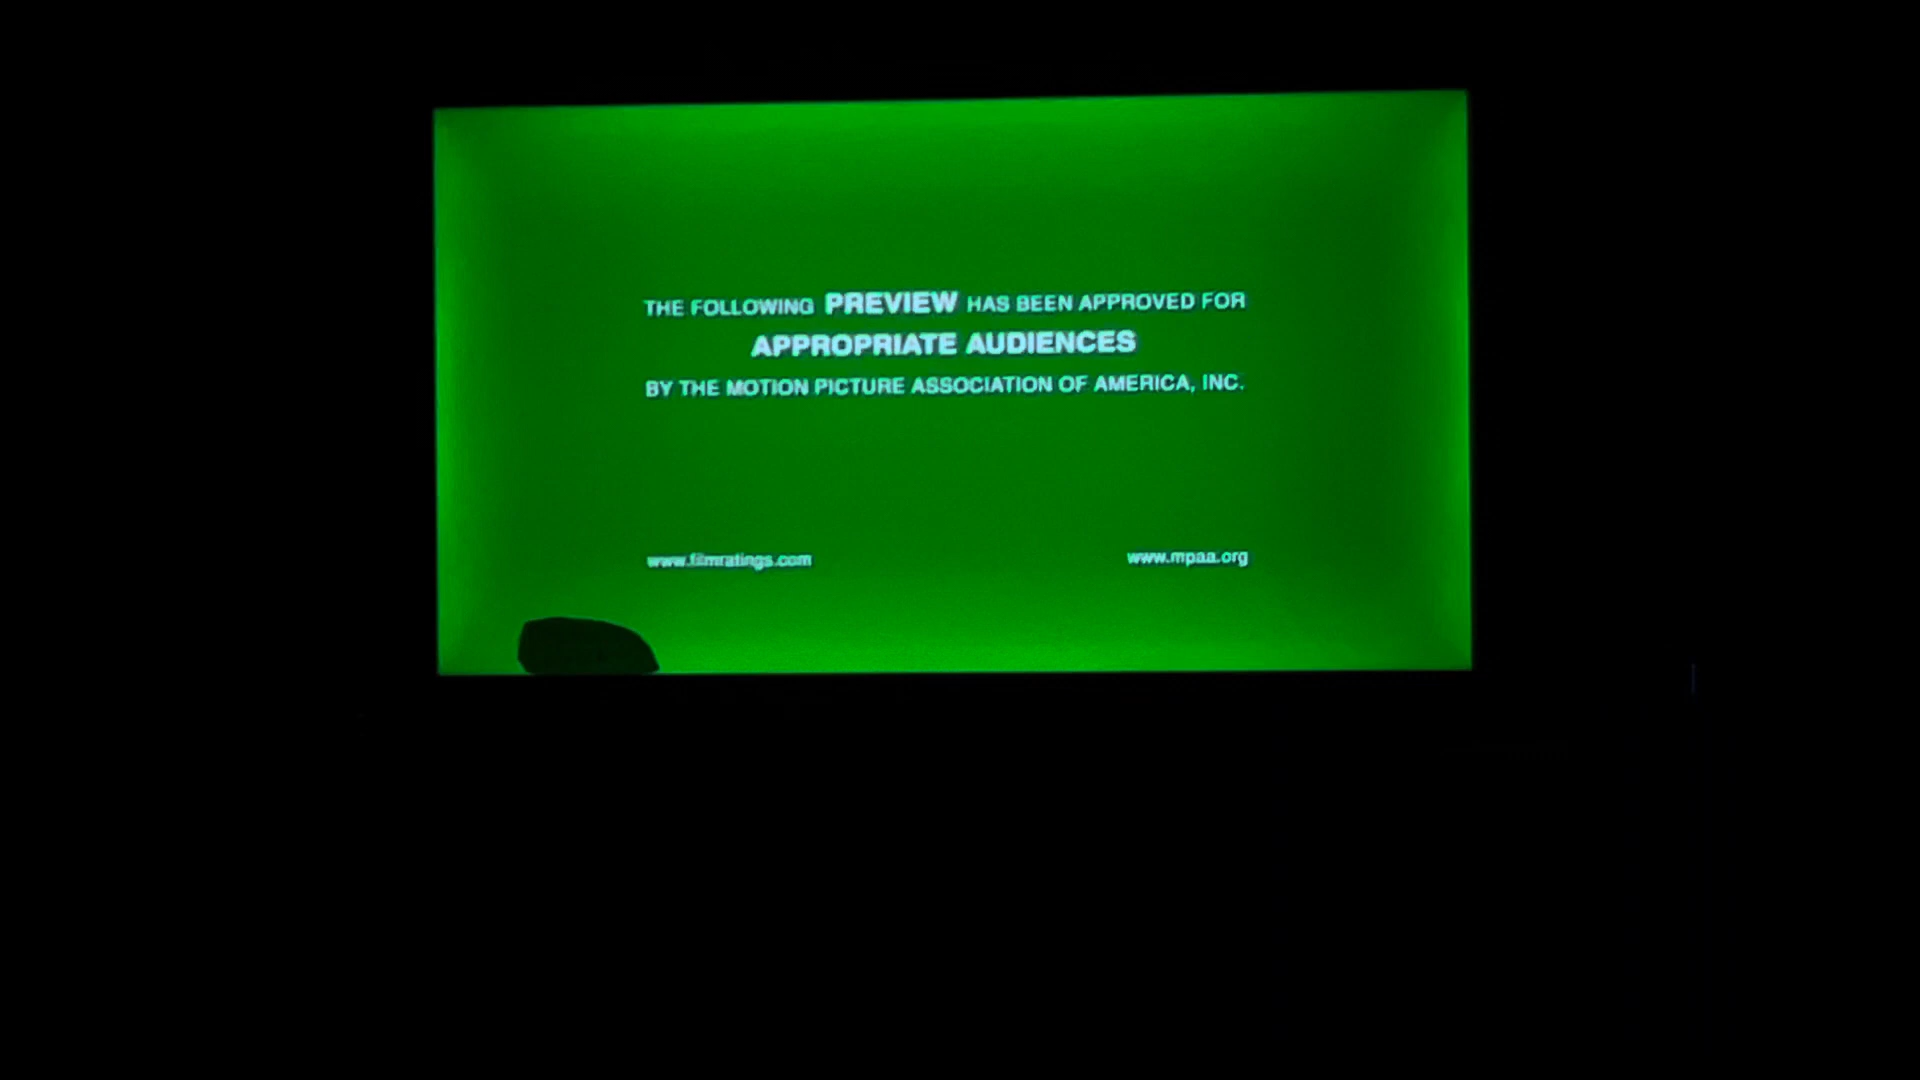 THE FOLLOWING PREVIEW HAS BEEN APPROVED FOR
APPROPRIATE AUDIENCES
BY THE MOTION PICTURE ASSOCIATION OF AMERICA, INC.
www.filmratings.com www.mpaa.org